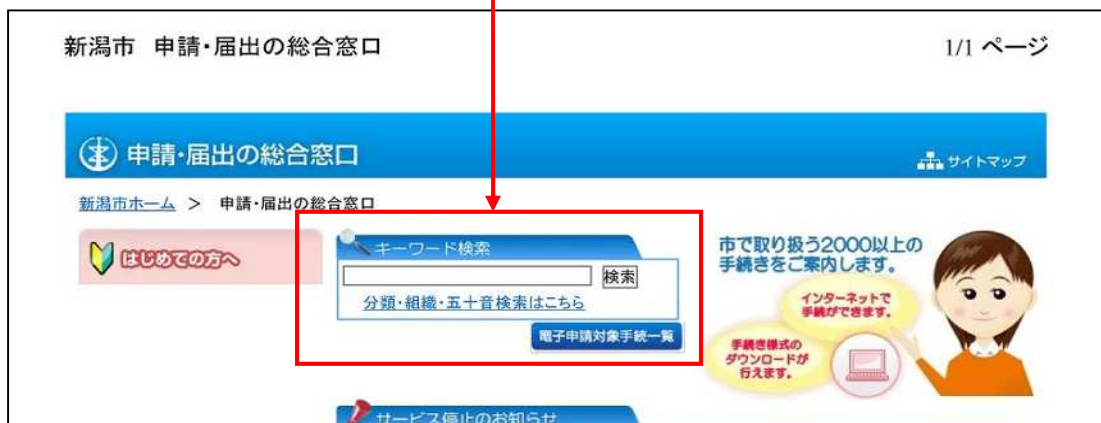 新潟市　申請・届出の総合窓口
1/1 ページ
申請・届出の総合窓口
サイトマップ
新潟市ホーム ＞ 申請・届出の総合窓口
はじめての方へ
キーワード検索
検索
分類・組織・五十音検索はこちら
電子申請対象手続一覧
市で取り扱う2000以上の
手続きをご案内します。
インターネットで
手続ができます。
手続き様式の
ダウンロードが
行えます。
サービス停止のお知らせ